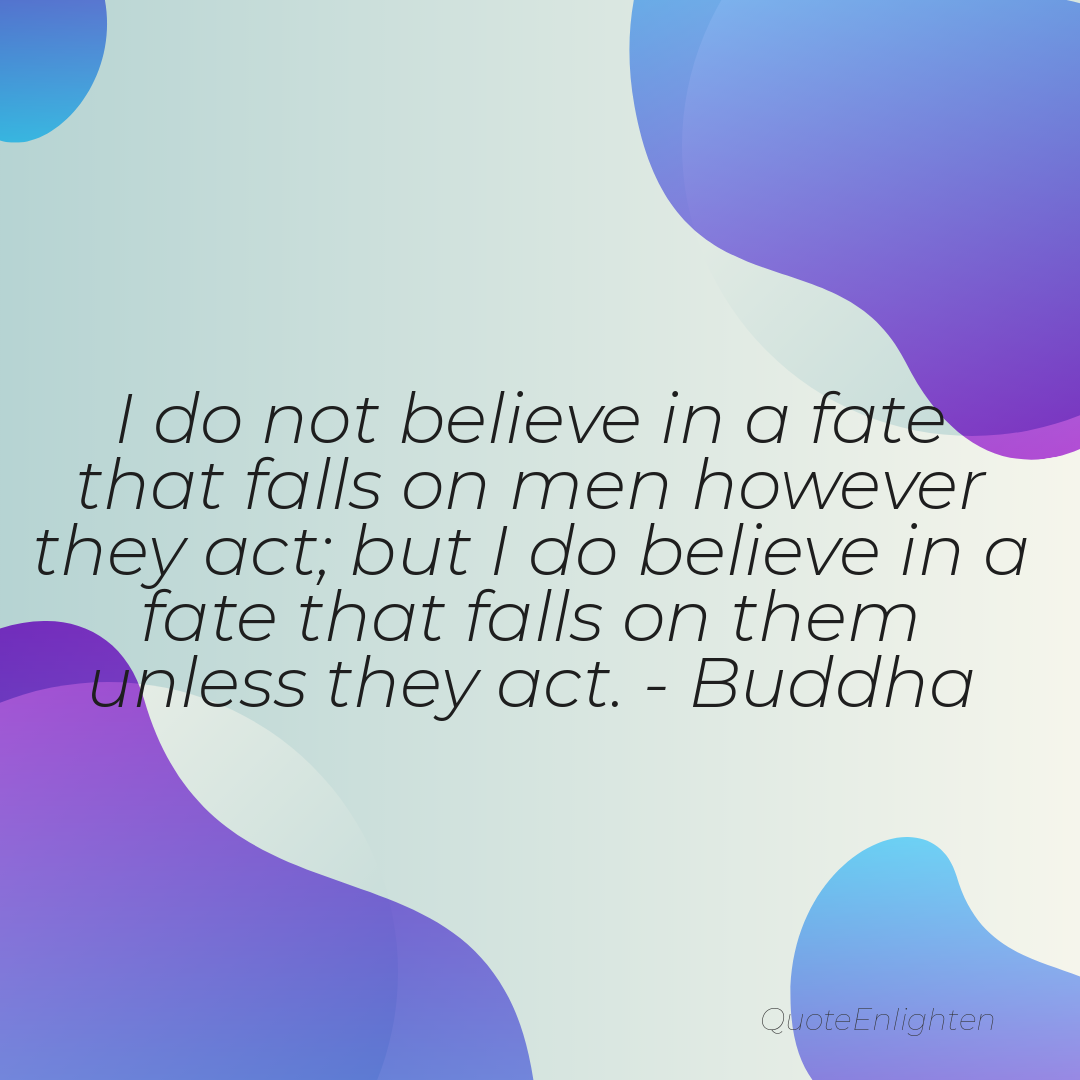 I do not believe in a fate
that falls on men however
they act; but I do believe in a
fate that falls on them
unless they act. - Buddha
QuoteEnlighten